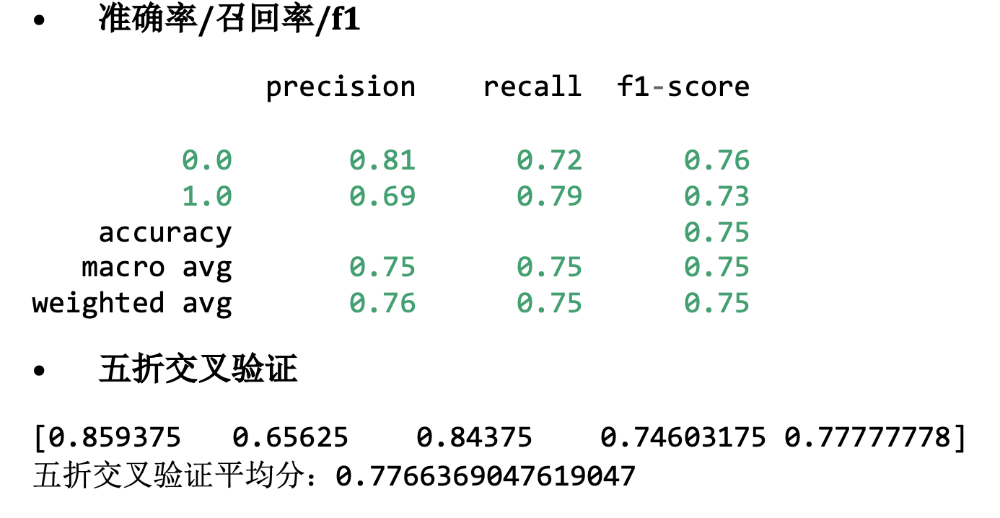 • 准确率/召回率/f1
precision recall f1-score
0.0 0.81 0.72 0.76
1.0 0.69 0.79 0.73
accuracy 0.75
macro avg 0.75 0.75 0.75
weighted avg 0.76 0.75 0.75
• 五折交叉验证
[0.859375 0.65625 0.84375 0.74603175 0.77777778]
五折交叉验证平均分：0.7766369047619047